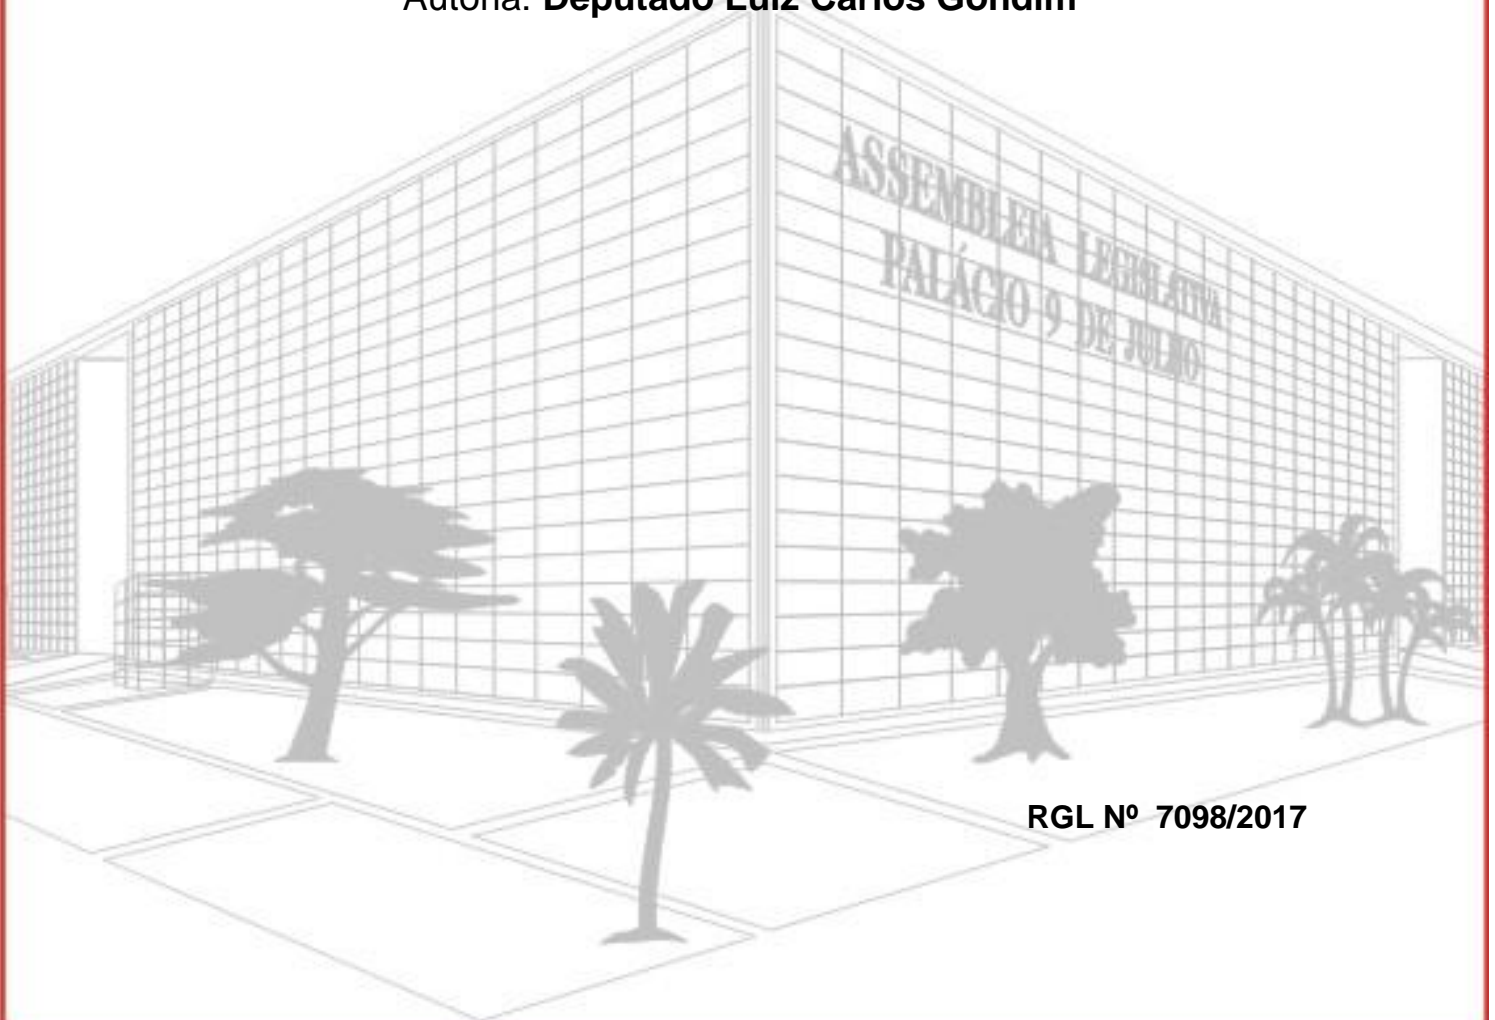 Autoria: Deputado Luiz Carlos Gondim
ASSEMBLEIA LEGISLATIVA
PALÁCIO 9 DE JULHO
RGL Nº 7098/2017